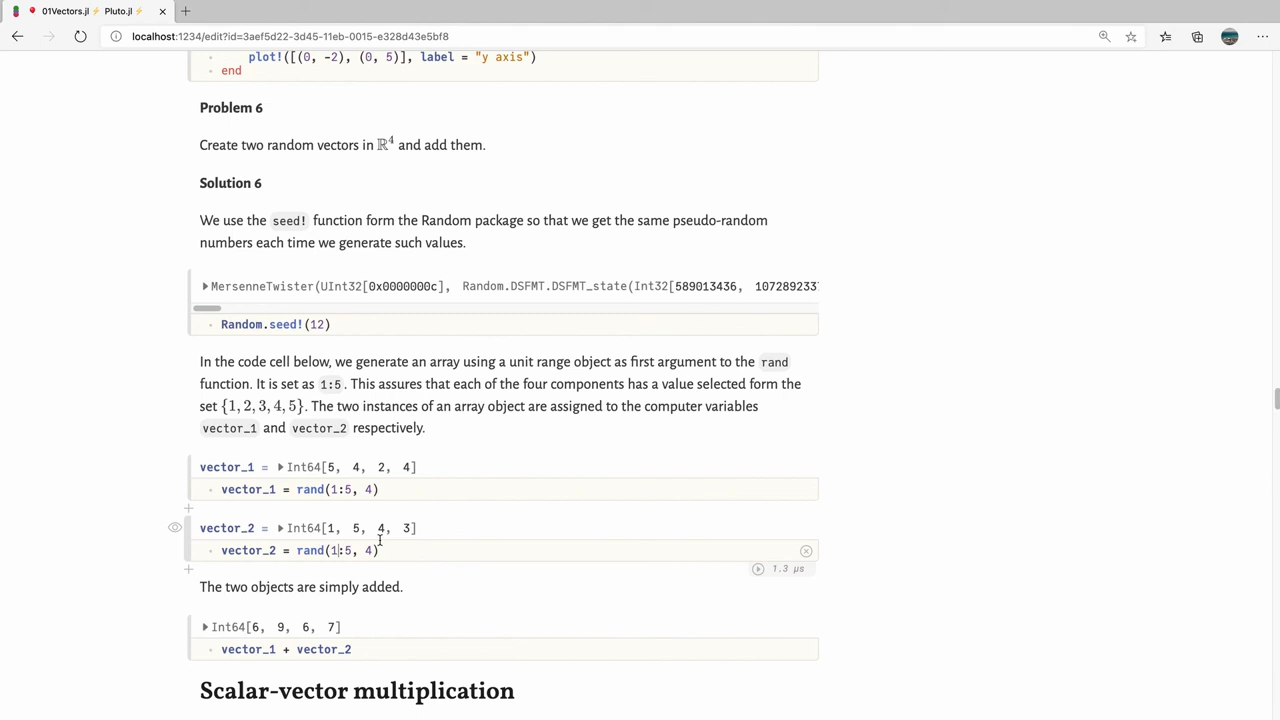 01Vectors.jl⚡ Pluto.jl⚡
localhost:1234/edit?id=3aef5d22-3d45-11eb-0015-e328d43e5bf8
plot!([(0, -2), (0, 5)], label = "y axis")
end
Problem 6
Create two random vectors in ℝ⁴ and add them.
Solution 6
We use the seed! function form the Random package so that we get the same pseudo-random
numbers each time we generate such values.
MersenneTwister(UInt32[0x0000000c], Random.DSFMT.DSFMT_state(Int32[589013436, 1072892337
Random.seed!(12)
In the code cell below, we generate an array using a unit range object as first argument to the rand
function. It is set as 1:5. This assures that each of the four components has a value selected form the
set {1, 2, 3, 4, 5}. The two instances of an array object are assigned to the computer variables
vector_1 and vector_2 respectively.
vector_1 = Int64[5, 4, 2, 4]
vector_1 = rand(1:5, 4)
vector_2 = Int64[1, 5, 4, 3]
vector_2 = rand(1:5, 4)
1.3 μs
The two objects are simply added.
Int64[6, 9, 6, 7]
vector_1 + vector_2
Scalar-vector multiplication